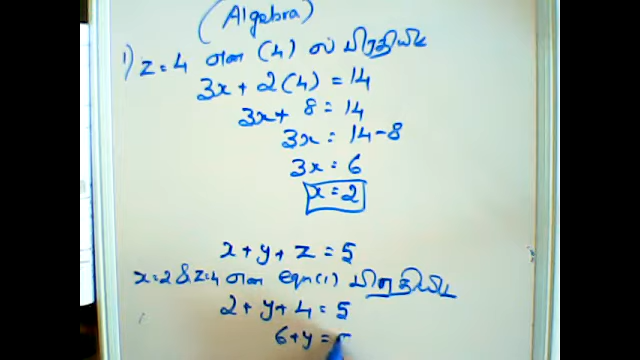 (Algebra)
1) z = 4 என (4) ல் பிரதியிட
3x + 2(4) = 14
3x + 8 = 14
3x = 14 - 8
3x = 6
x = 2
x + y + z = 5
x = 2 & z = 4 என eqn (1) பிரதியிட
2 + y + 4 = 5
6 + y =